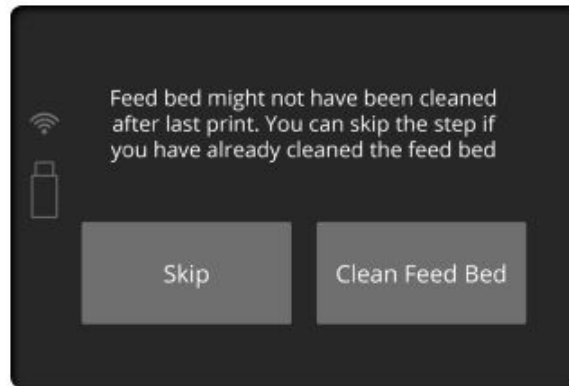 Feed bed might not have been cleaned
after last print. You can skip the step if
you have already cleaned the feed bed
Skip
Clean Feed Bed